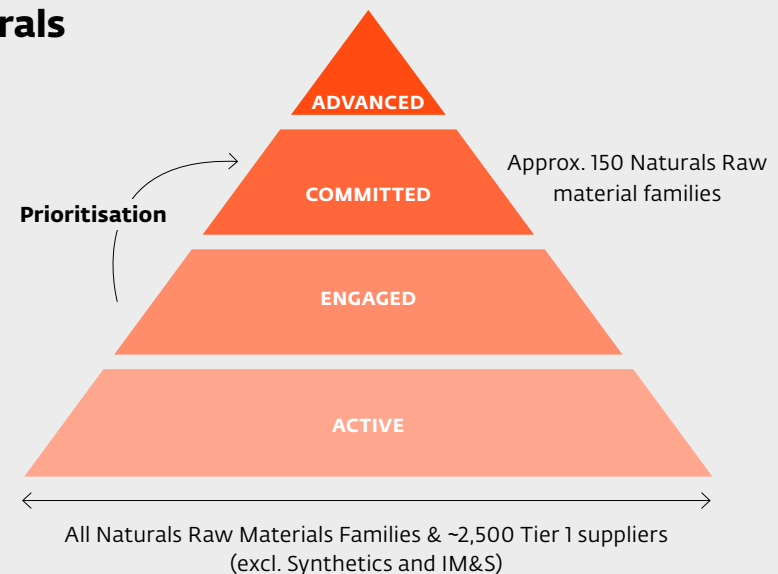 rals
ADVANCED
Approx. 150 Naturals Raw
material families
COMMITTED
Prioritisation
ENGAGED
ACTIVE
All Naturals Raw Materials Families & ~2,500 Tier 1 suppliers
(excl. Synthetics and IM&S)